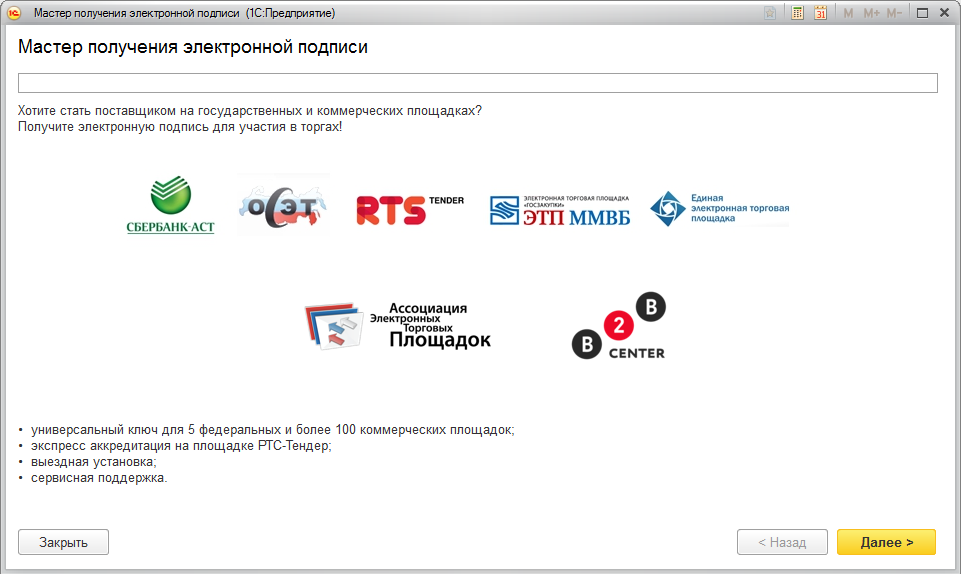 Мастер получения электронной подписи (1С:Предприятие)
31
M M+ M-
Мастер получения электронной подписи
Хотите стать поставщиком на государственных и коммерческих площадках?
Получите электронную подпись для участия в торгах!
СБЕРБАНК-АСТ
ОСЭТ
RTS TENDER
ЭЛЕКТРОННАЯ ТОРГОВАЯ ПЛОЩАДКА
«ГОСЗАКУПКИ»
ЭТП ММВБ
Единая
электронная торговая
площадка
Ассоциация
Электронных
Торговых
Площадок
B
2
B
CENTER
• универсальный ключ для 5 федеральных и более 100 коммерческих площадок;
• экспресс аккредитация на площадке РТС-Тендер;
• выездная установка;
• сервисная поддержка.
Закрыть
< Назад
Далее >